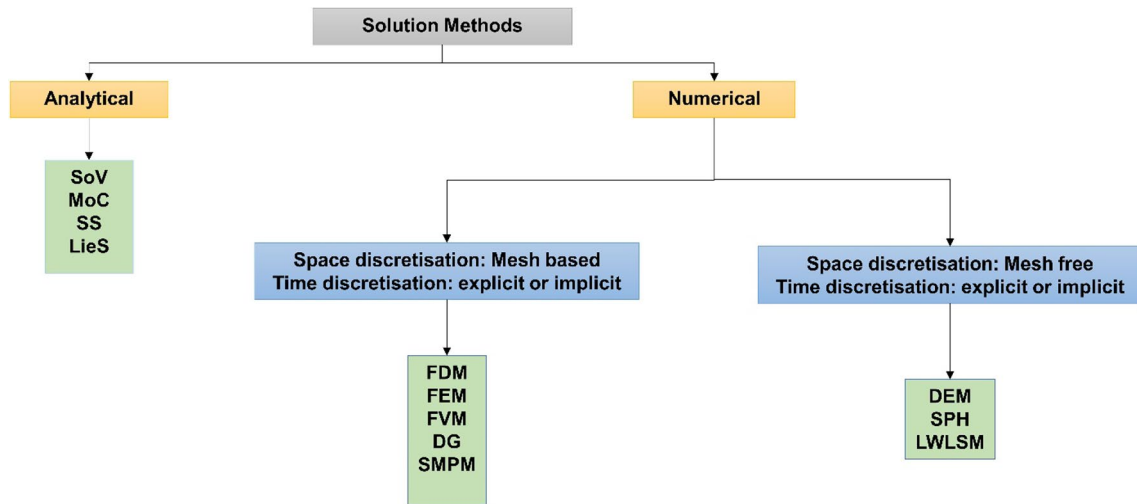 Solution Methods
Analytical
Numerical
SoV
MoC
SS
LieS
Space discretisation: Mesh based
Time discretisation: explicit or implicit
Space discretisation: Mesh free
Time discretisation: explicit or implicit
FDM
FEM
FVM
DG
SMPM
DEM
SPH
LWLSM